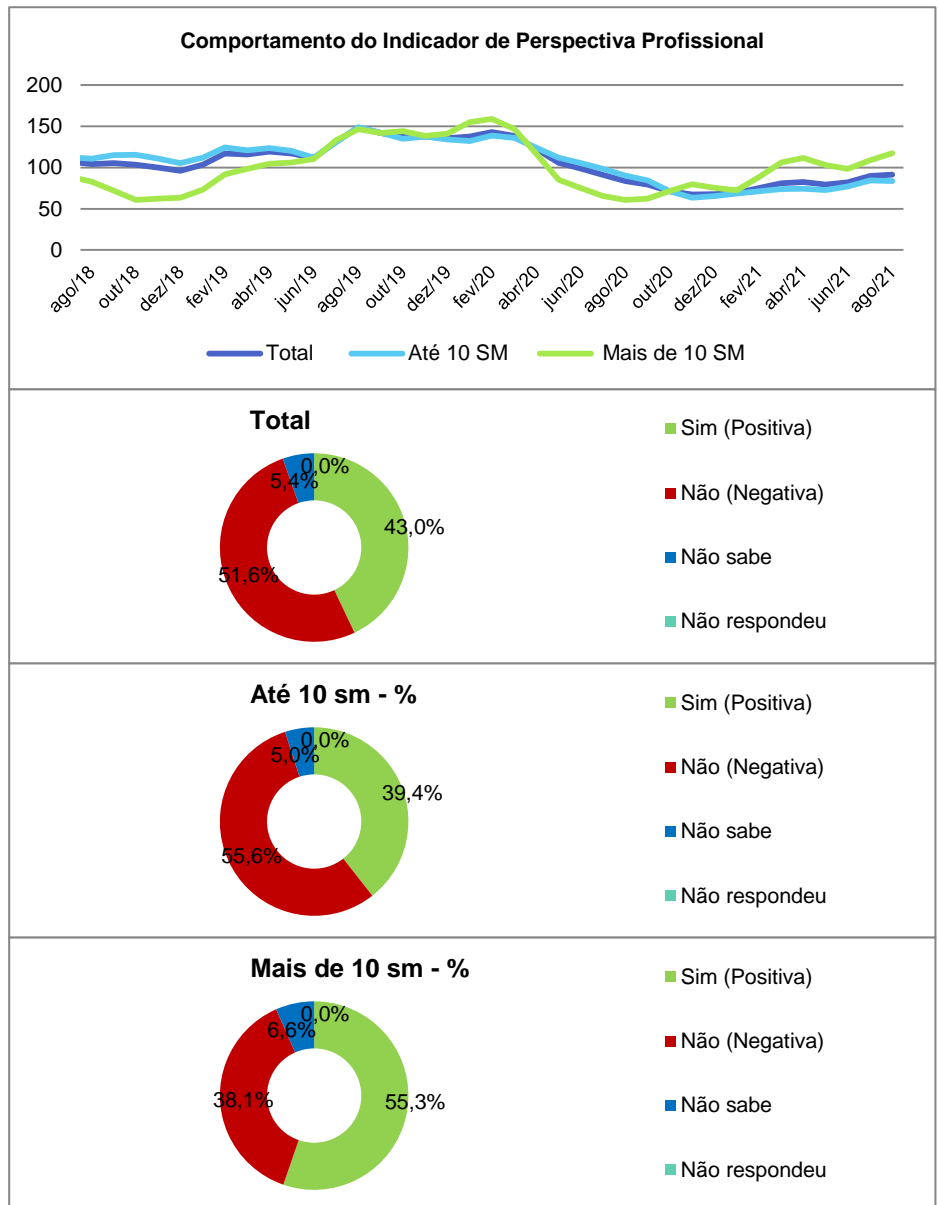 Comportamento do Indicador de Perspectiva Profissional
200
150
100
50
0
ago/18 out/18 dez/18 fev/19 abr/19 jun/19 ago/19 out/19 dez/19 fev/20 abr/20 jun/20 ago/20 out/20 dez/20 fev/21 abr/21 jun/21 ago/21
Total Até 10 SM Mais de 10 SM
Total
0,0%
5,4%
43,0%
51,6%
Sim (Positiva)
Não (Negativa)
Não sabe
Não respondeu
Até 10 sm - %
0,0%
5,0%
39,4%
55,6%
Sim (Positiva)
Não (Negativa)
Não sabe
Não respondeu
Mais de 10 sm - %
0,0%
6,6%
38,1%
55,3%
Sim (Positiva)
Não (Negativa)
Não sabe
Não respondeu